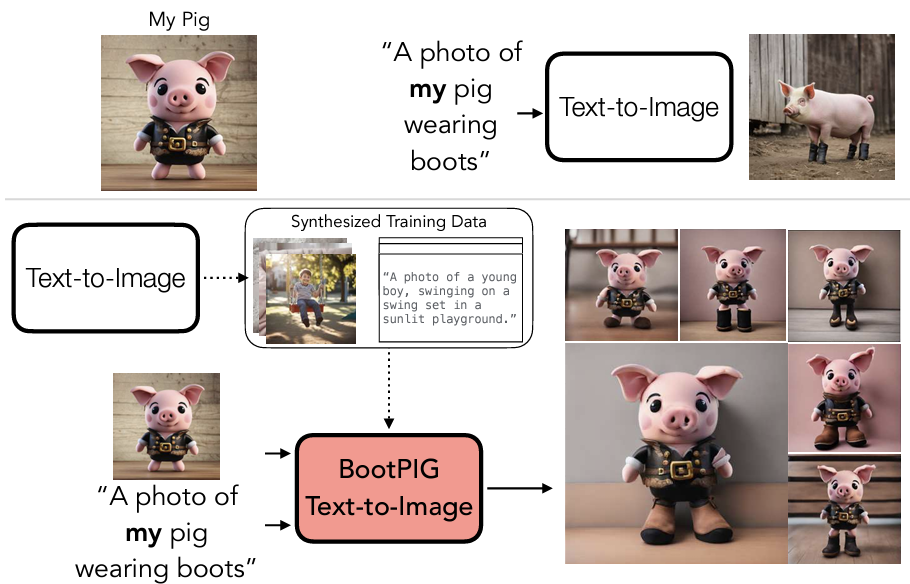 My Pig
“A photo of
my pig
wearing
boots”
Text-to-Image
Synthesized Training Data
Text-to-Image
“A photo of a young
boy, swinging on a
swing set in a
sunlit playground.”
“A photo of
my pig
wearing boots”
BootPIG
Text-to-Image